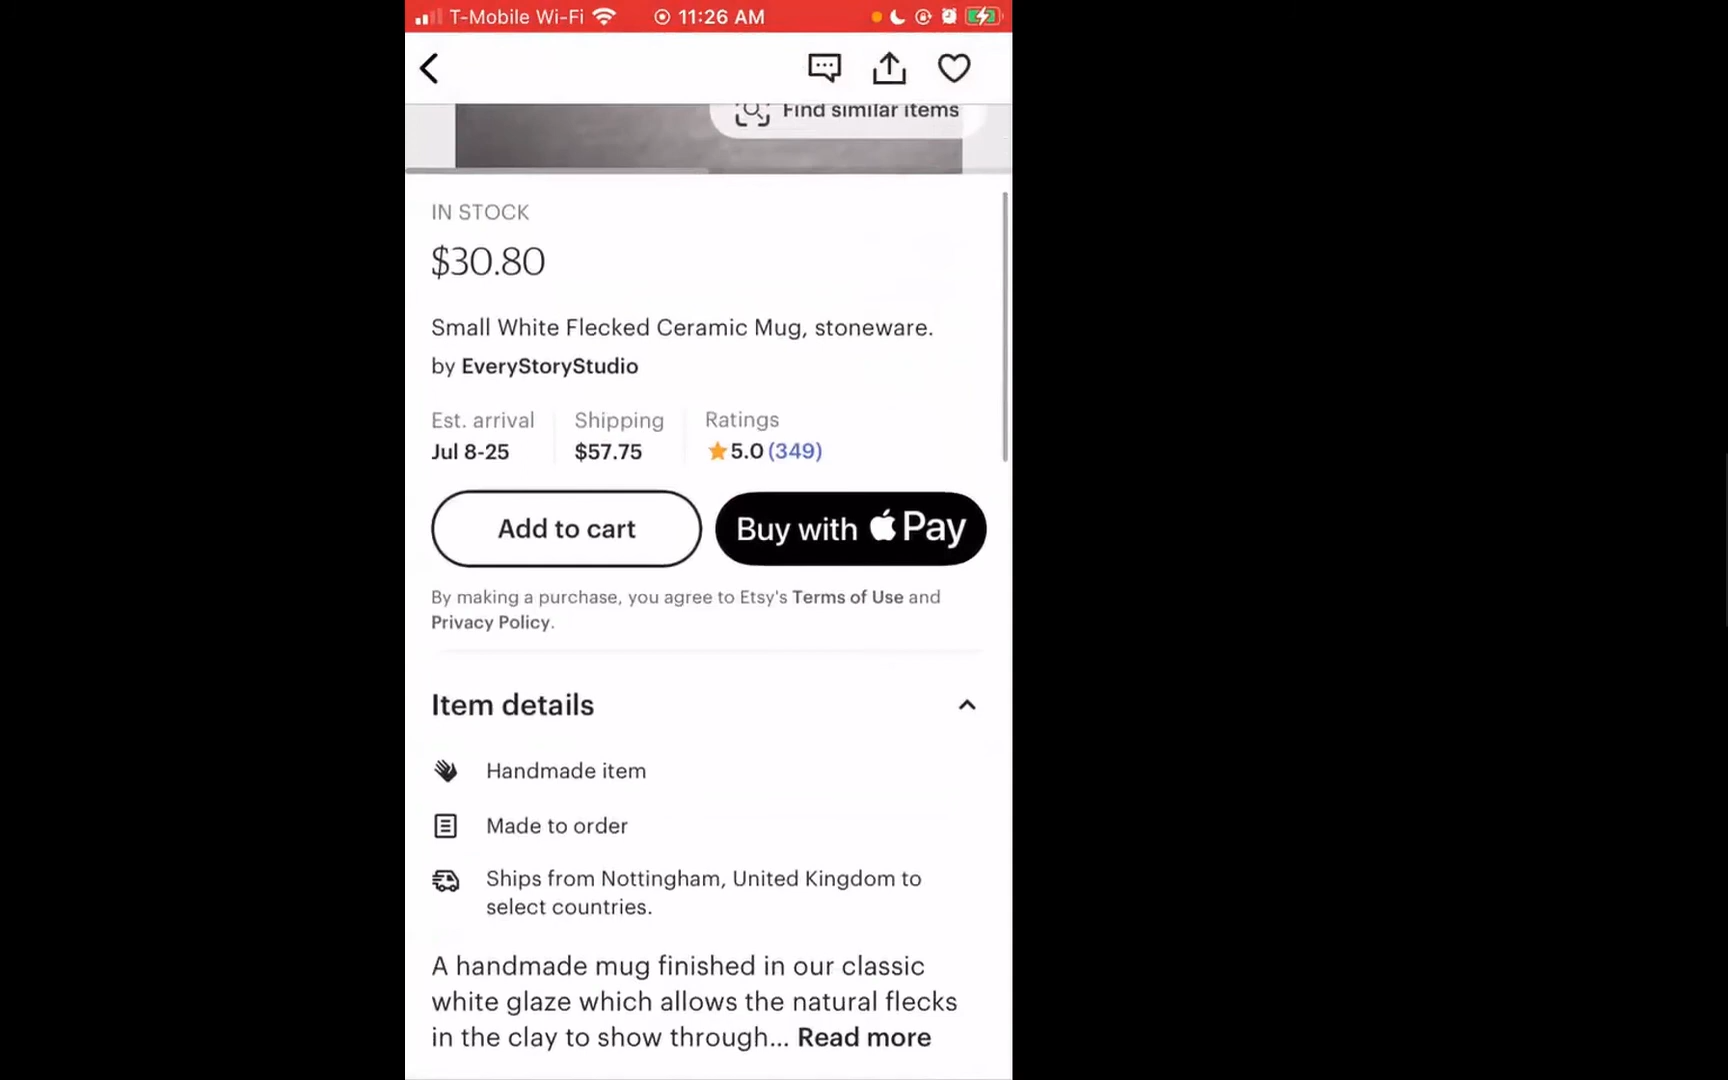 T-Mobile Wi-Fi 11:26 AM
Find similar items
IN STOCK
$30.80
Small White Flecked Ceramic Mug, stoneware.
by EveryStoryStudio
Est. arrival Shipping Ratings
Jul 8-25 $57.75 5.0 (349)
Add to cart Buy with Pay
By making a purchase, you agree to Etsy's Terms of Use and
Privacy Policy.
Item details
Handmade item
Made to order
Ships from Nottingham, United Kingdom to
select countries.
A handmade mug finished in our classic
white glaze which allows the natural flecks
in the clay to show through... Read more